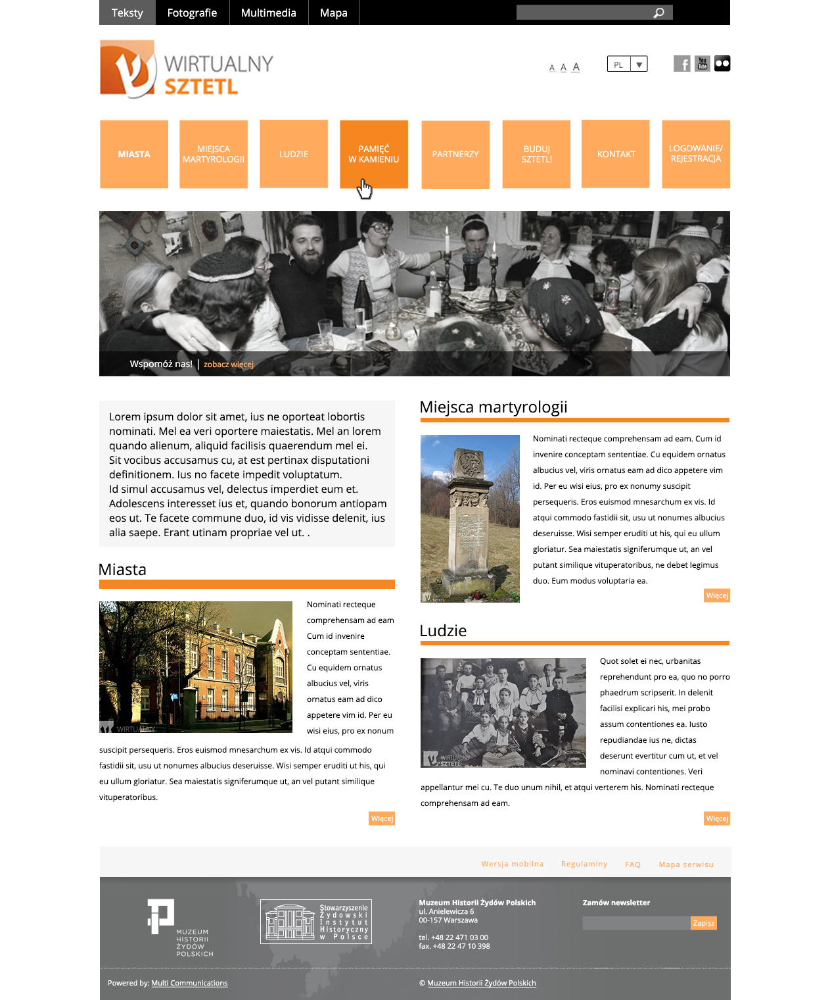 Teksty Fotografie Multimedia Mapa
WIRTUALNY
SZTETL
A A A
PL
f
You
Tube
MIASTA
MIEJSCA
MARTYROLOGII
LUDZIE
PAMIĘĆ
W KAMIENIU
PARTNERZY
BUDUJ
SZTETL!
KONTAKT
LOGOWANIE/
REJESTRACJA
Wspomóż nas! | zobacz więcej
Lorem ipsum dolor sit amet, ius ne oporteat lobortis
nominati. Mel ea veri oportere maiestatis. Mel an lorem
quando alienum, aliquid facilisis quaerendum mel ei.
Sit vocibus accusamus cu, at est pertinax disputationi
definitionem. Ius no facete impedit voluptatum.
Id simul accusamus vel, delectus imperdiet eum et.
Adolescens interesset ius et, quando bonorum antiopam
eos ut. Te facete commune duo, id vis vidisse delenit, ius
alia saepe. Erant utinam propriae vel ut. .
Miasta
Nominati recteque
comprehensam ad eam
Cum id invenire
conceptam sententiae.
Cu equidem ornatus
albucius vel, viris
ornatus eam ad dico
appetere vim id. Per eu
wisi eius, pro ex nonum
WIRTUALNY
suscipit persequeris. Eros euismod mnesarchum ex vis. Id atqui commodo
fastidii sit, usu ut nonumes albucius deseruisse. Wisi semper eruditi ut his, qui
eu ullum gloriatur. Sea maiestatis signiferumque ut, an vel putant similique
vituperatoribus.
Więcej
Miejsca martyrologii
Nominati recteque comprehensam ad eam. Cum id
invenire conceptam sententiae. Cu equidem ornatus
albucius vel, viris ornatus eam ad dico appetere vim
id. Per eu wisi eius, pro ex nonumy suscipit
persequeris. Eros euismod mnesarchum ex vis. Id
atqui commodo fastidii sit, usu ut nonumes albucius
deseruisse. Wisi semper eruditi ut his, qui eu ullum
gloriatur. Sea maiestatis signiferumque ut, an vel
putant similique vituperatoribus, ne debet legimus
duo. Eum modus voluptaria ea.
WIRTUALNY
SZTETL
Więcej
Ludzie
Quot solet ei nec, urbanitas
reprehendunt pro ea, quo no porro
phaedrum scripserit. In delenit
facilisi explicari his, mei probo
assum contentiones ea. Iusto
repudiandae ius ne, dictas
deserunt evertitur cum ut, et vel
nominavi contentiones. Veri
WIRTUALNY
SZTETL
appellantur mei cu. Te duo unum nihil, et atqui verterem his. Nominati recteque
comprehensam ad eam.
Więcej
Wersja mobilna Regulaminy FAQ Mapa serwisu
MUZEUM
HISTORII
ŻYDÓW
POLSKICH
Stowarzyszenie
Żydowski
Instytut
Historyczny
w Polsce
Muzeum Historii Żydów Polskich
ul. Anielewicza 6
00-157 Warszawa
tel. +48 22 471 03 00
fax. +48 22 47 10 398
Zamów newsletter
Zapisz
Powered by: Multi Communications
© Muzeum Historii Żydów Polskich